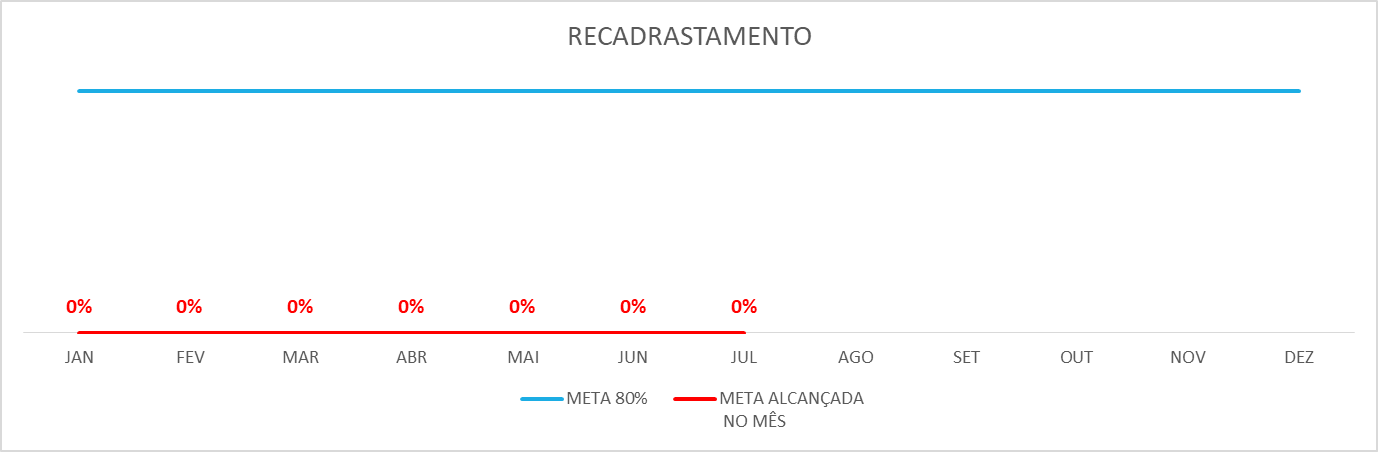 RECADRASTAMENTO
0% 0% 0% 0% 0% 0% 0%
JAN FEV MAR ABR MAI JUN JUL AGO SET OUT NOV DEZ
META 80% META ALCANÇADA
NO MÊS